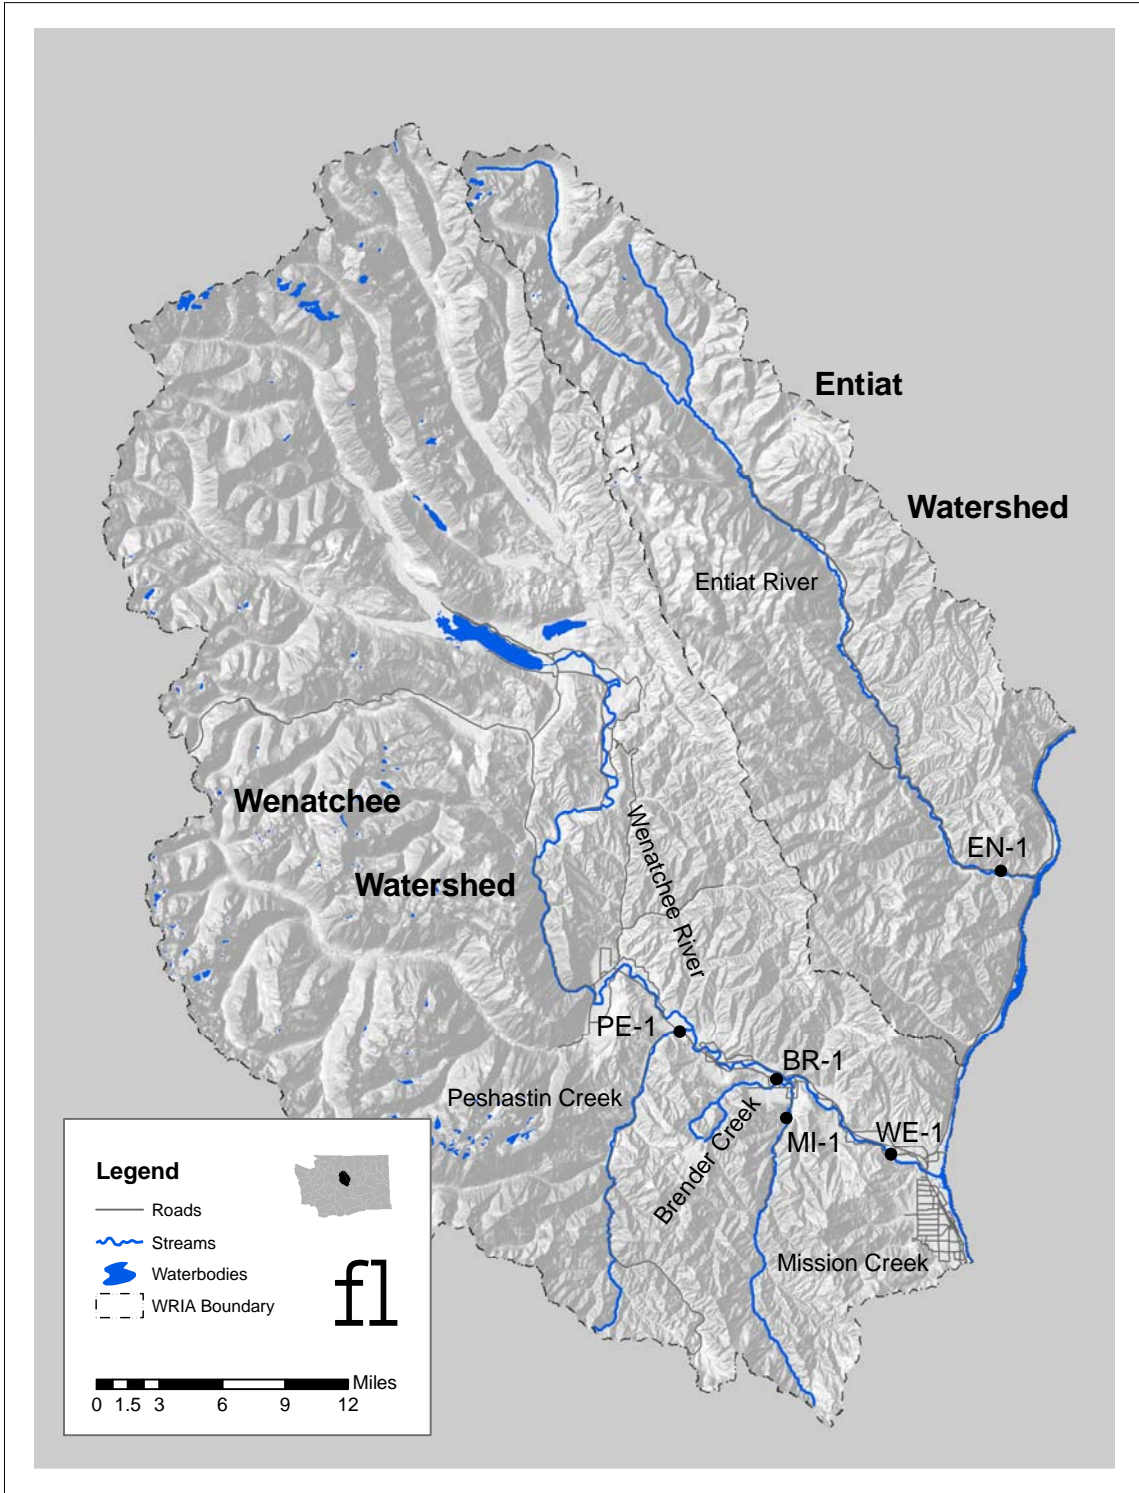 Entiat
Watershed
Entiat River
Wenatchee
Watershed
Wenatchee River
EN-1
PE-1
BR-1
Peshastin Creek
Brender Creek
MI-1
WE-1
Mission Creek
Legend
Roads
Streams
Waterbodies
WRIA Boundary
fl
Miles
0 1.5 3 6 9 12